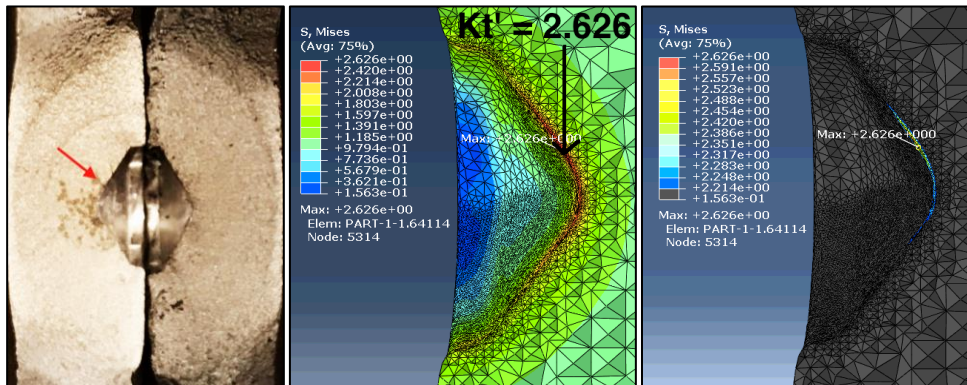 Kt' = 2.626
S, Mises
(Avg: 75%)
+2.626e+00
+2.420e+00
+2.214e+00
+2.008e+00
+1.803e+00
+1.597e+00
+1.391e+00
+1.185e+00
+9.794e-01
+7.736e-01
+5.679e-01
+3.621e-01
+1.563e-01
Max: +2.626e+00
Elem: PART-1-1.64114
Node: 5314
Max: +2.626e+000
S, Mises
(Avg: 75%)
+2.626e+00
+2.591e+00
+2.557e+00
+2.523e+00
+2.488e+00
+2.454e+00
+2.420e+00
+2.386e+00
+2.351e+00
+2.317e+00
+2.283e+00
+2.248e+00
+2.214e+00
+1.563e-01
Max: +2.626e+00
Elem: PART-1-1.64114
Node: 5314
Max: +2.626e+000